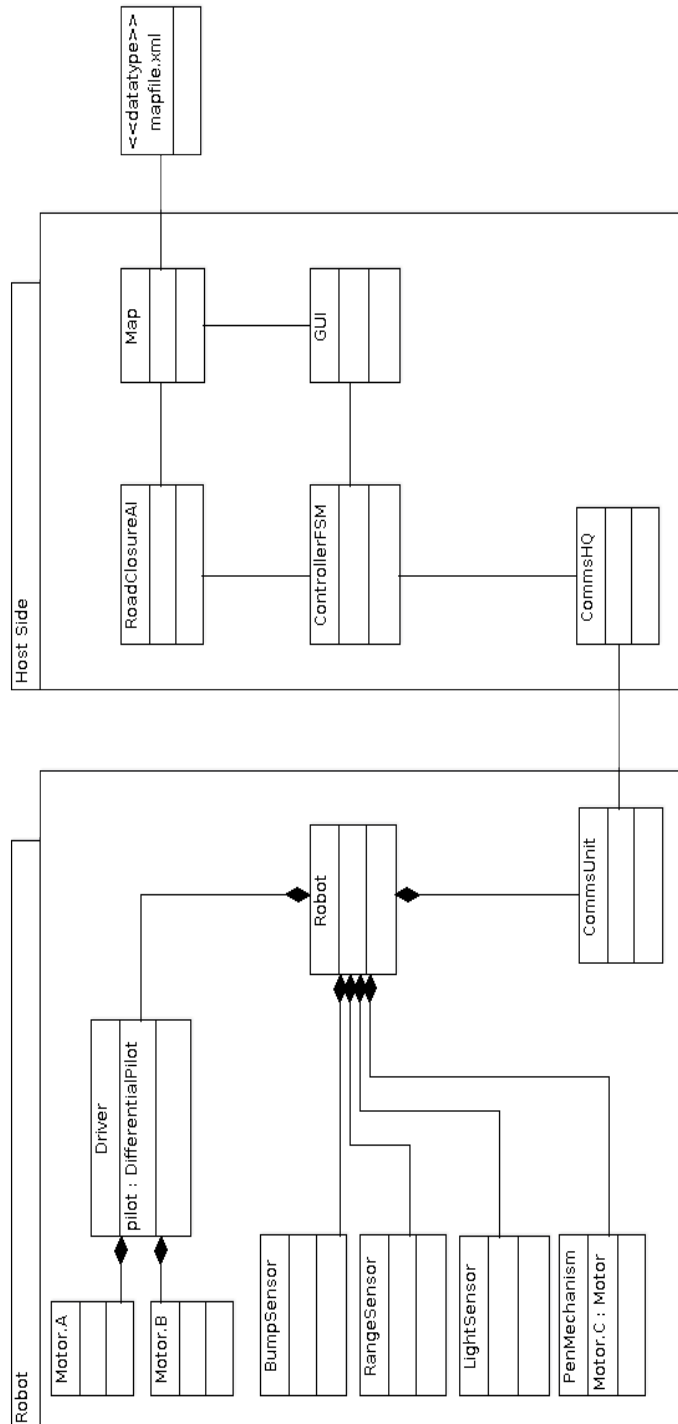 Robot
Motor.A
Motor.B
Driver
pilot : DifferentialPilot
BumpSensor
RangeSensor
LightSensor
PenMechanism
Motor.C : Motor
Robot
CommsUnit
Host Side
RoadClosureAI
ControllerFSM
CommsHQ
Map
GUI
<<datatype>>
mapfile.xml